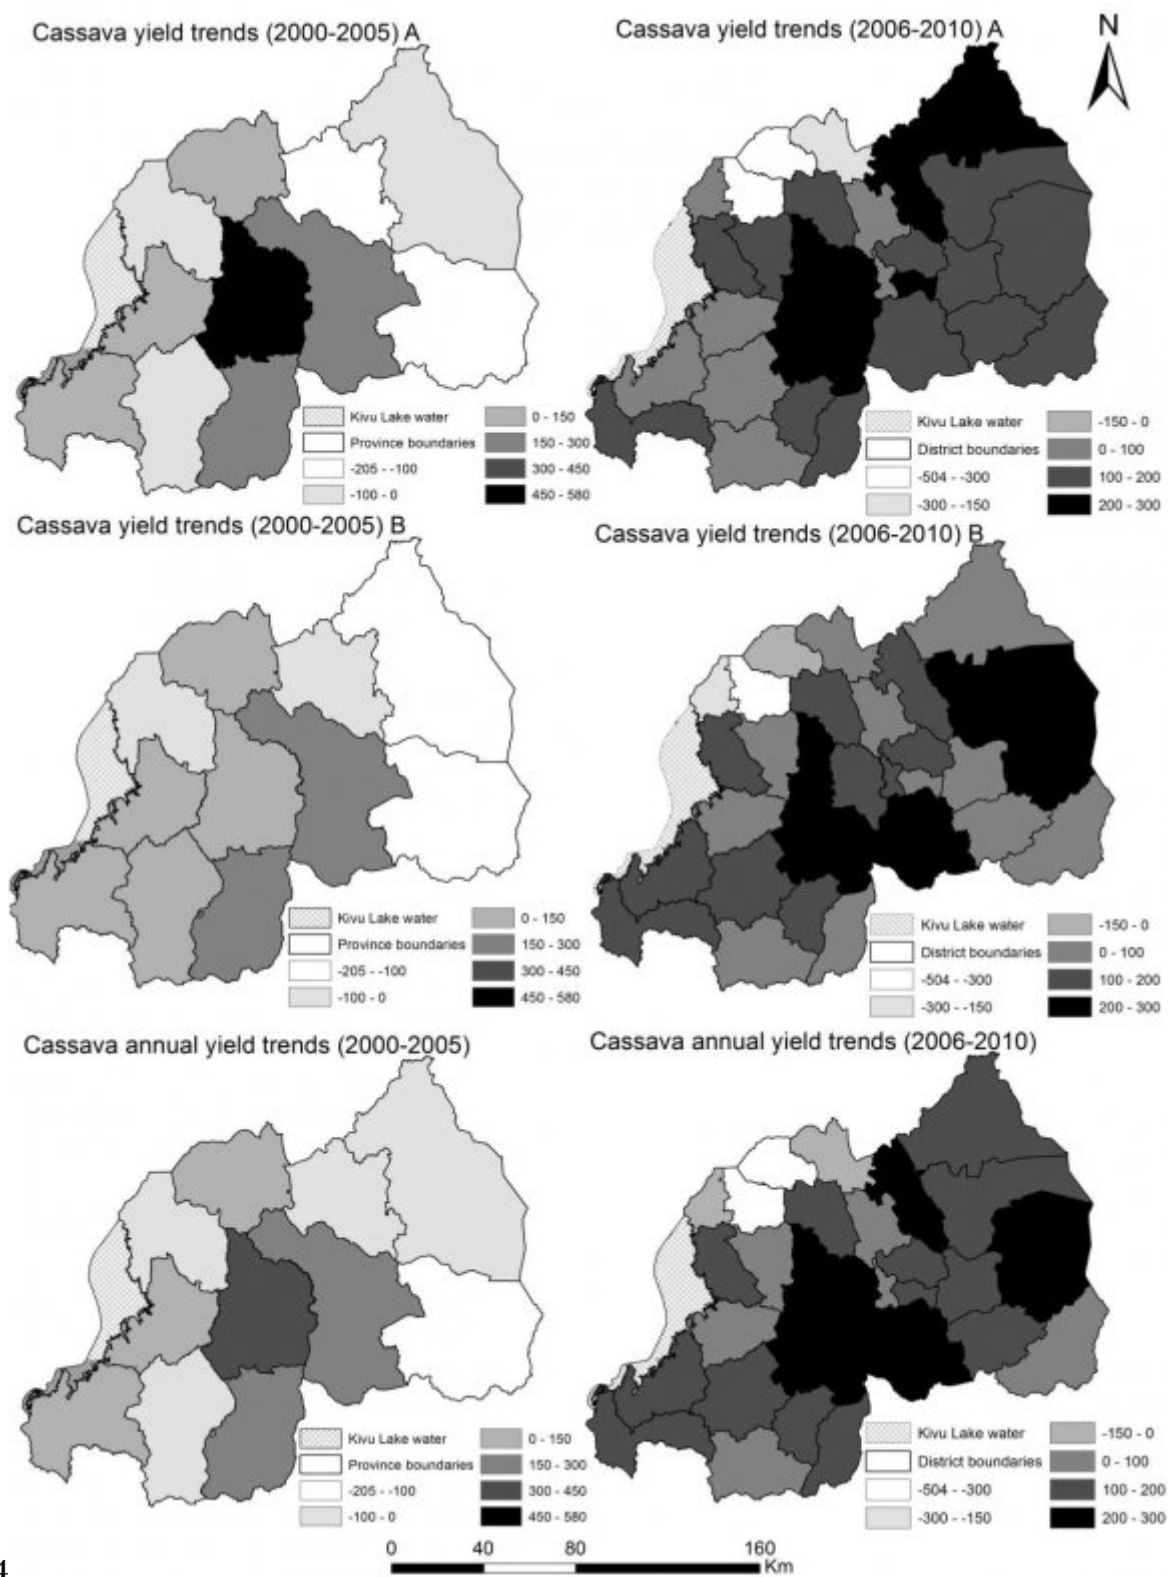 Cassava yield trends (2000-2005) A
Cassava yield trends (2006-2010) A
N
Kivu Lake water
Province boundaries
-205 - -100
-100 - 0
0 - 150
150 - 300
300 - 450
450 - 580
Kivu Lake water
District boundaries
-504 - -300
-300 - -150
-150 - 0
0 - 100
100 - 200
200 - 300
Cassava yield trends (2000-2005) B
Cassava yield trends (2006-2010) B
Kivu Lake water
Province boundaries
-205 - -100
-100 - 0
0 - 150
150 - 300
300 - 450
450 - 580
Kivu Lake water
District boundaries
-504 - -300
-300 - -150
-150 - 0
0 - 100
100 - 200
200 - 300
Cassava annual yield trends (2000-2005)
Cassava annual yield trends (2006-2010)
Kivu Lake water
Province boundaries
-205 - -100
-100 - 0
0 - 150
150 - 300
300 - 450
450 - 580
Kivu Lake water
District boundaries
-504 - -300
-300 - -150
-150 - 0
0 - 100
100 - 200
200 - 300
0 40 80 160
Km
4